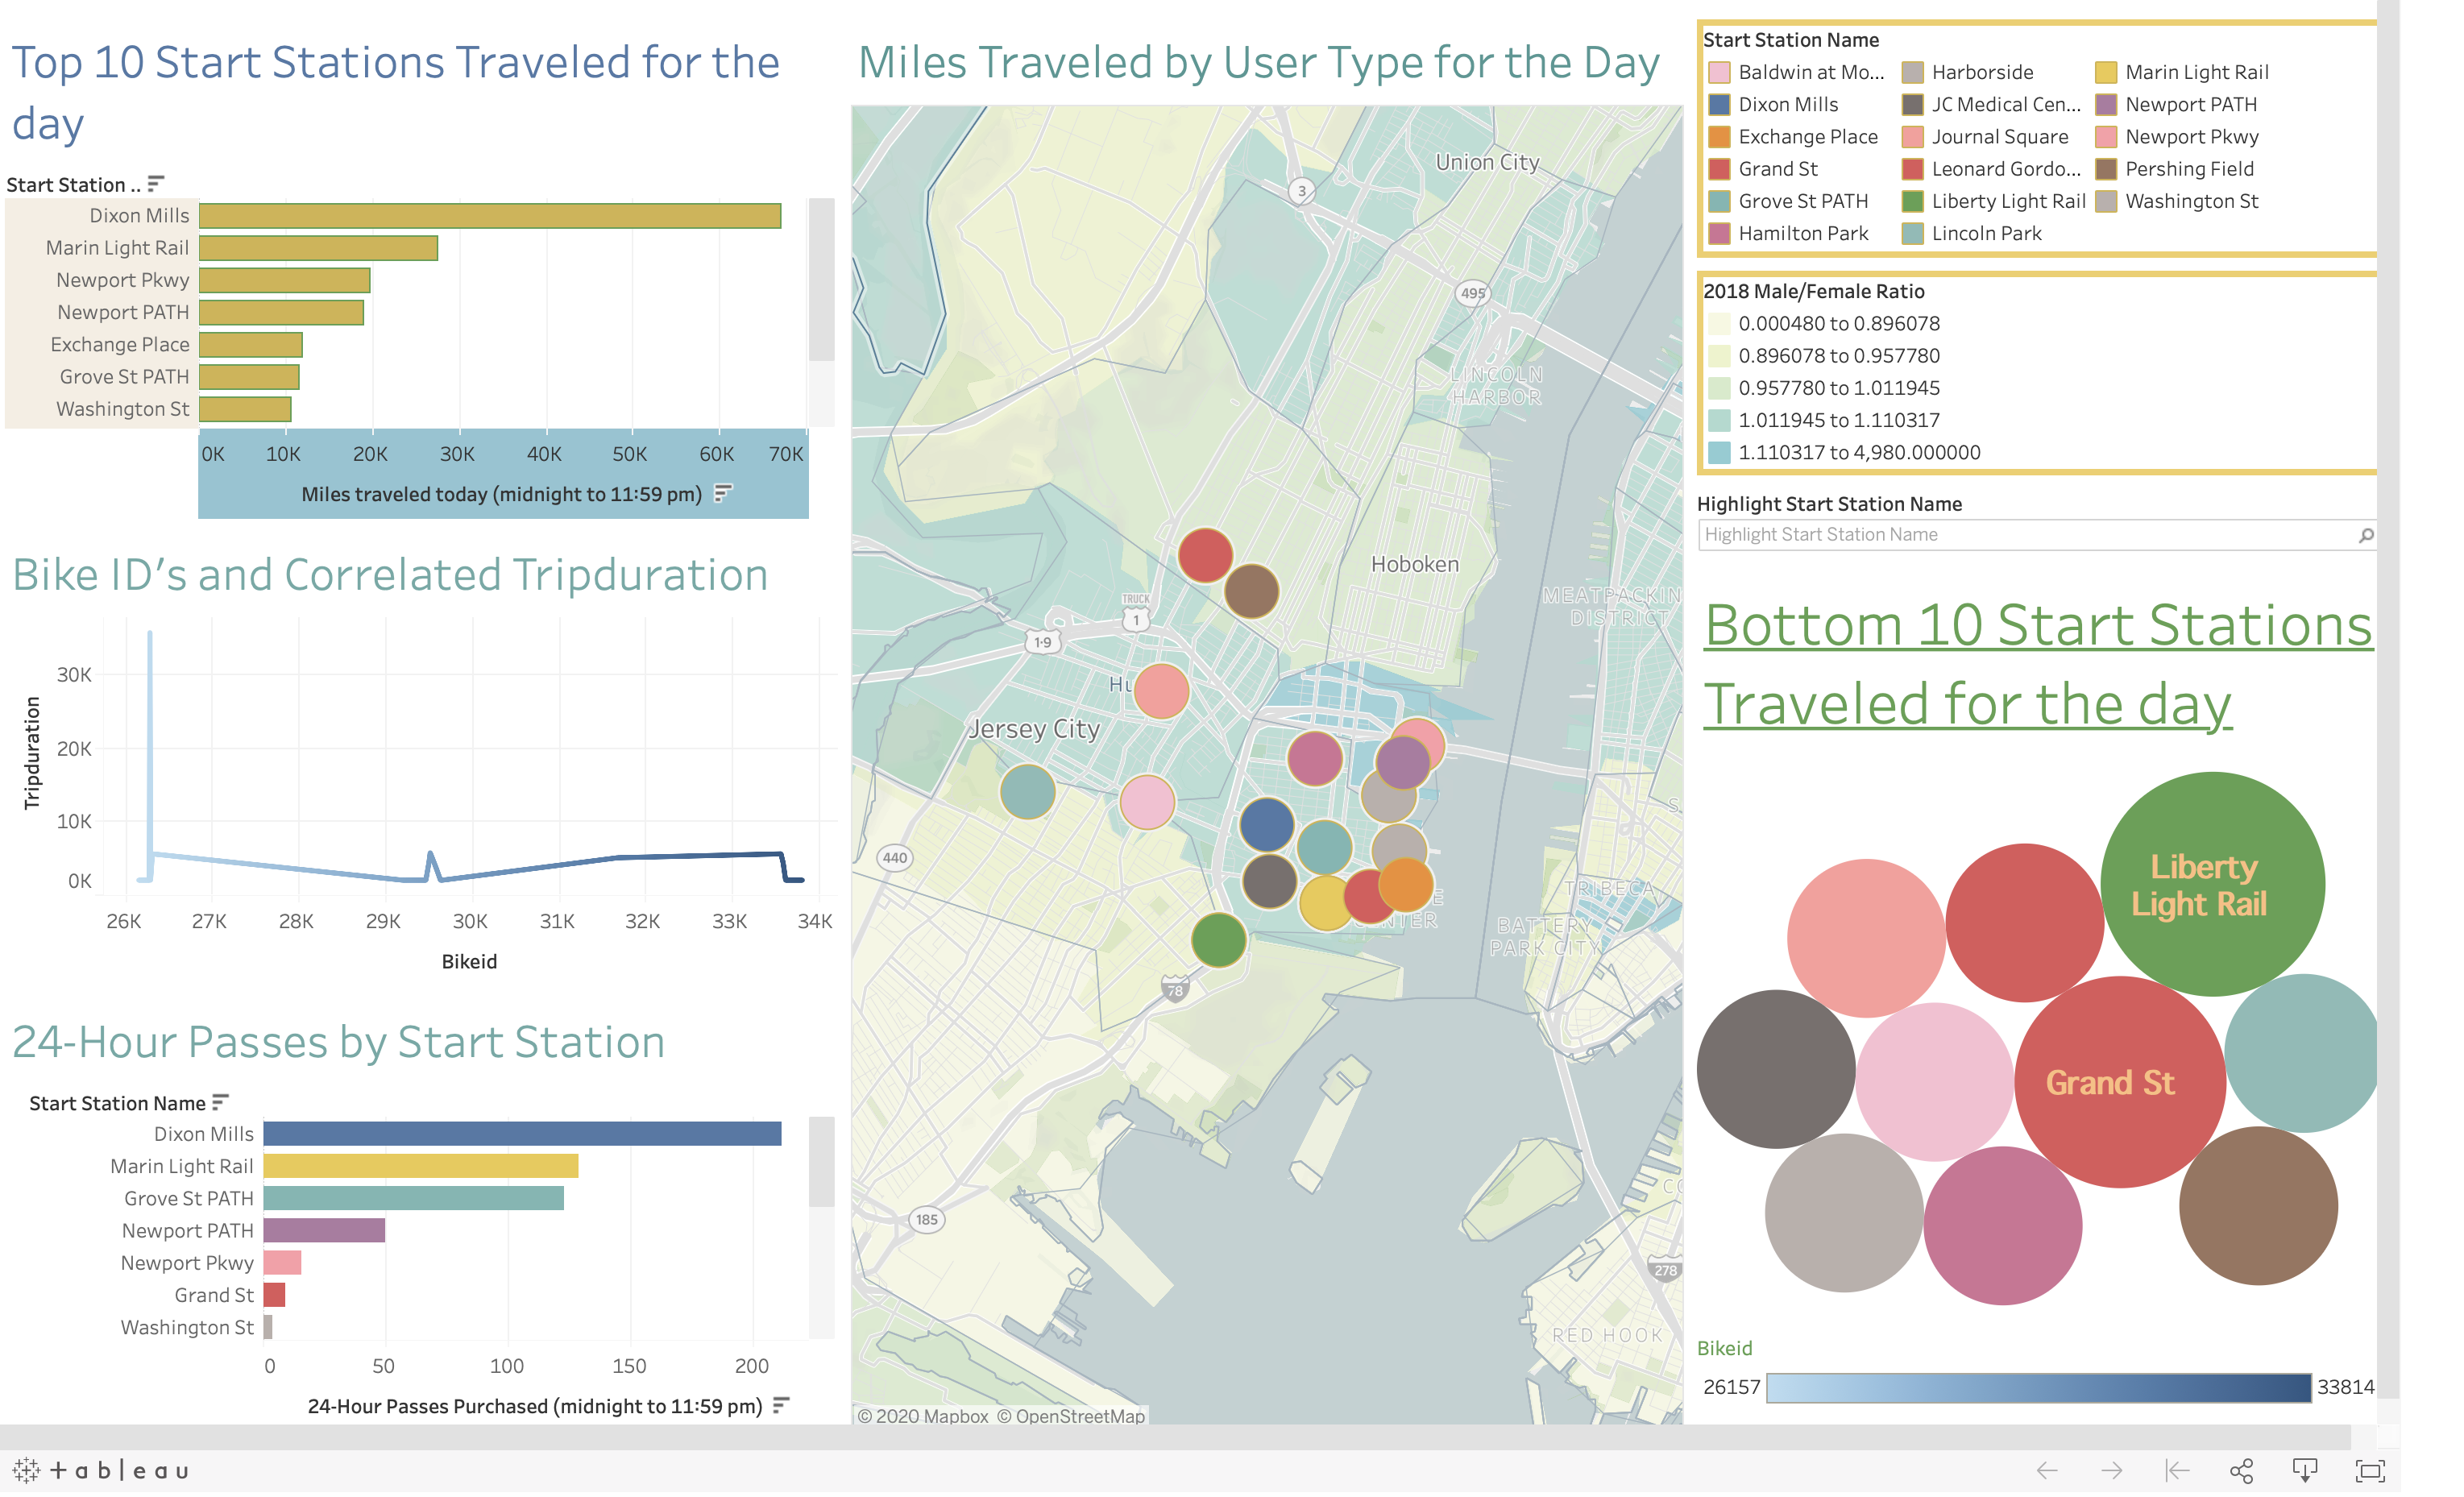 Top 10 Start Stations Traveled for the
day
Start Station ..
Dixon Mills
Marin Light Rail
Newport Pkwy
Newport PATH
Exchange Place
Grove St PATH
Washington St
0K 10K 20K 30K 40K 50K 60K 70K
Miles traveled today (midnight to 11:59 pm)
Bike ID's and Correlated Tripduration
Tripduration
30K
20K
10K
0K
26K 27K 28K 29K 30K 31K 32K 33K 34K
Bikeid
24-Hour Passes by Start Station
Start Station Name
Dixon Mills
Marin Light Rail
Grove St PATH
Newport PATH
Newport Pkwy
Grand St
Washington St
0 50 100 150 200
24-Hour Passes Purchased (midnight to 11:59 pm)
Miles Traveled by User Type for the Day
Union City
3
495
LINCOLN
HARBOR
Hoboken
MEATPACKIN
DISTRICT
TRUCK
1
1-9
Hu
Jersey City
S
440
TRIBECA
E
ENTER
BATTERY
PARK CITY
78
CO
185
278
RED HOOK
© 2020 Mapbox © OpenStreetMap
Start Station Name
Baldwin at Mo... Harborside Marin Light Rail
Dixon Mills JC Medical Cen... Newport PATH
Exchange Place Journal Square Newport Pkwy
Grand St Leonard Gordo... Pershing Field
Grove St PATH Liberty Light Rail Washington St
Hamilton Park Lincoln Park
2018 Male/Female Ratio
0.000480 to 0.896078
0.896078 to 0.957780
0.957780 to 1.011945
1.011945 to 1.110317
1.110317 to 4,980.000000
Highlight Start Station Name
Highlight Start Station Name
Bottom 10 Start Stations
Traveled for the day
Liberty
Light Rail
Grand St
Bikeid
26157 33814
+ a b l e a u